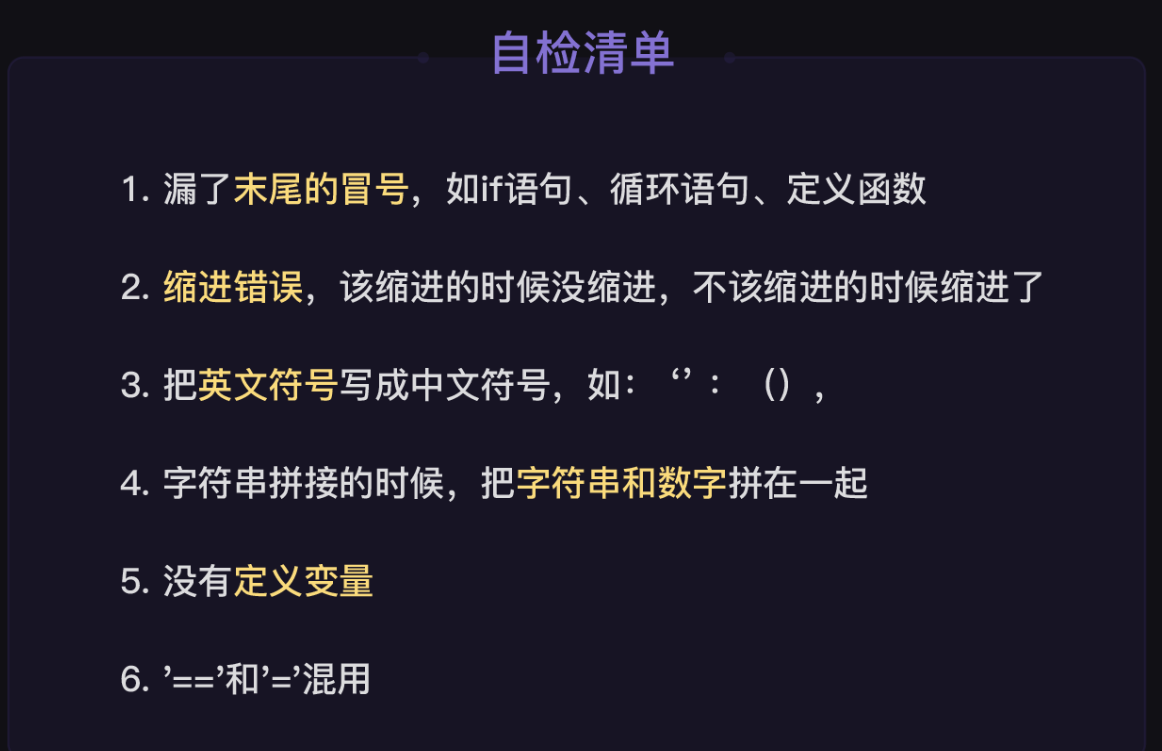 自检清单
1. 漏了末尾的冒号，如if语句、循环语句、定义函数
2. 缩进错误，该缩进的时候没缩进，不该缩进的时候缩进了
3. 把英文符号写成中文符号，如：‘’ ： （），
4. 字符串拼接的时候，把字符串和数字拼在一起
5. 没有定义变量
6. ’==’和’=’混用